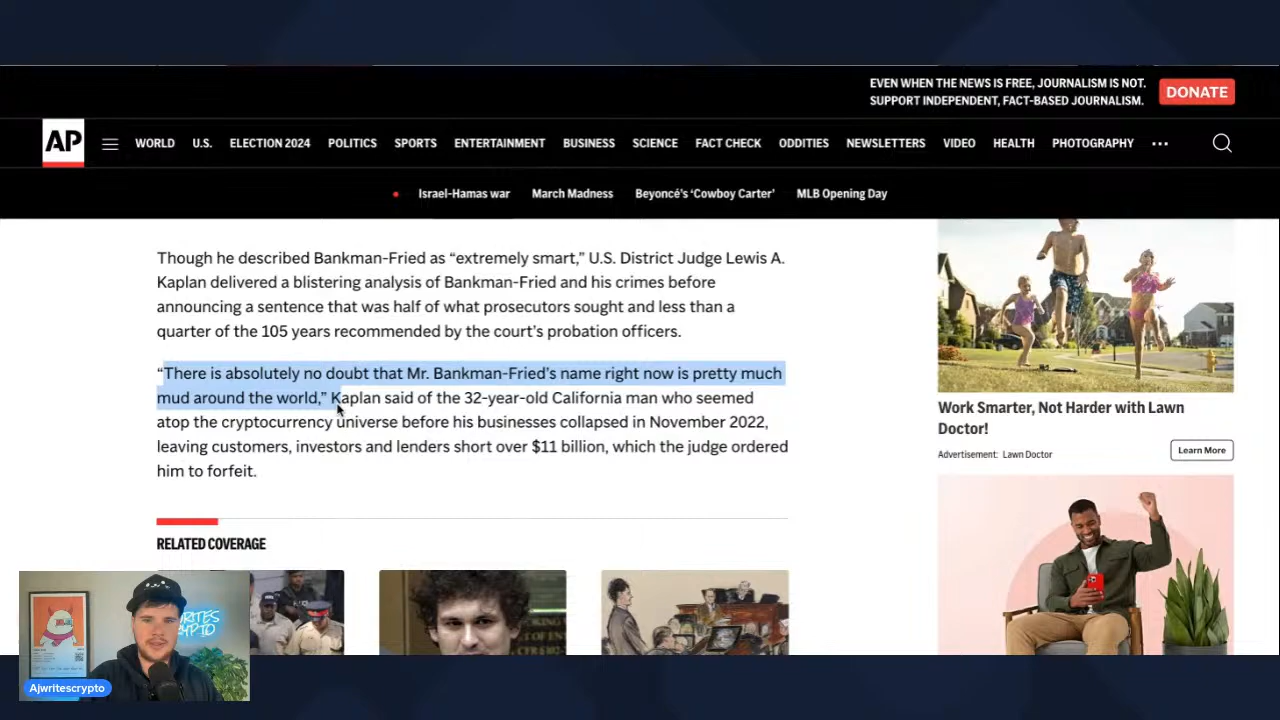 EVEN WHEN THE NEWS IS FREE, JOURNALISM IS NOT.
SUPPORT INDEPENDENT, FACT-BASED JOURNALISM.
DONATE
AP
WORLD U.S. ELECTION 2024 POLITICS SPORTS ENTERTAINMENT BUSINESS SCIENCE FACT CHECK ODDITIES NEWSLETTERS VIDEO HEALTH PHOTOGRAPHY
Israel-Hamas war March Madness Beyoncé’s ‘Cowboy Carter’ MLB Opening Day
Though he described Bankman-Fried as “extremely smart,” U.S. District Judge Lewis A.
Kaplan delivered a blistering analysis of Bankman-Fried and his crimes before
announcing a sentence that was half of what prosecutors sought and less than a
quarter of the 105 years recommended by the court’s probation officers.
“There is absolutely no doubt that Mr. Bankman-Fried’s name right now is pretty much
mud around the world,” Kaplan said of the 32-year-old California man who seemed
atop the cryptocurrency universe before his businesses collapsed in November 2022,
leaving customers, investors and lenders short over $11 billion, which the judge ordered
him to forfeit.
RELATED COVERAGE
Work Smarter, Not Harder with Lawn
Doctor!
Advertisement: Lawn Doctor
Learn More
Ajwritescrypto